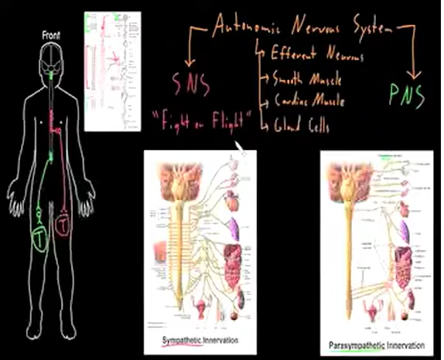 Front
Autonomic Nervous System
Efferent Neurons
SNS
Smooth Muscle
PNS
Cardiac Muscle
"Fight or Flight"
Gland Cells
T
T
Sympathetic Innervation
Parasympathetic Innervation